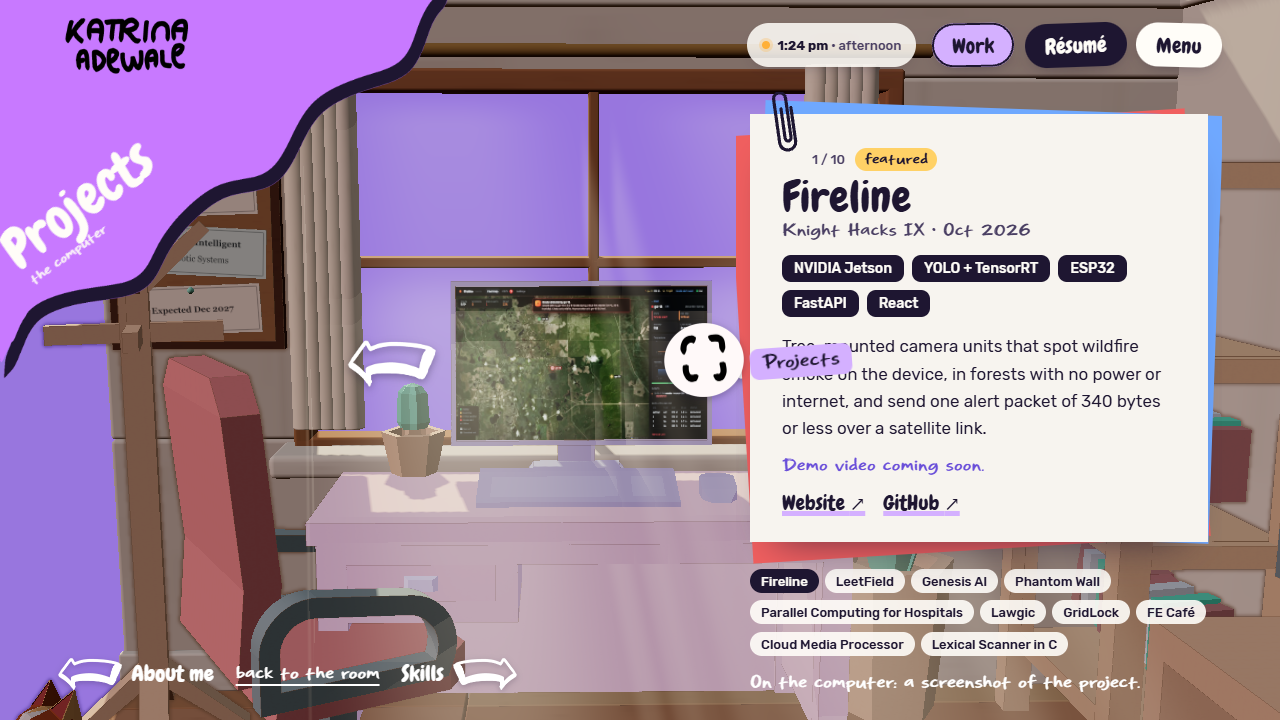 KATRINA
ADEWALE
1:24 pm · afternoon
Work
Résumé
Menu
Projects
the computer
Intelligent
Systems
Expected Dec 2027
1 / 10
featured
Fireline
Knight Hacks IX · Oct 2026
NVIDIA Jetson
YOLO + TensorRT
ESP32
FastAPI
React
Projects
Tree-mounted camera units that spot wildfire
smoke on the device, in forests with no power or
internet, and send one alert packet of 340 bytes
or less over a satellite link.
Demo video coming soon.
Website ↗
GitHub ↗
Fireline
LeetField
Genesis AI
Phantom Wall
Parallel Computing for Hospitals
Lawgic
GridLock
FE Café
Cloud Media Processor
Lexical Scanner in C
On the computer: a screenshot of the project.
About me
back to the room
Skills